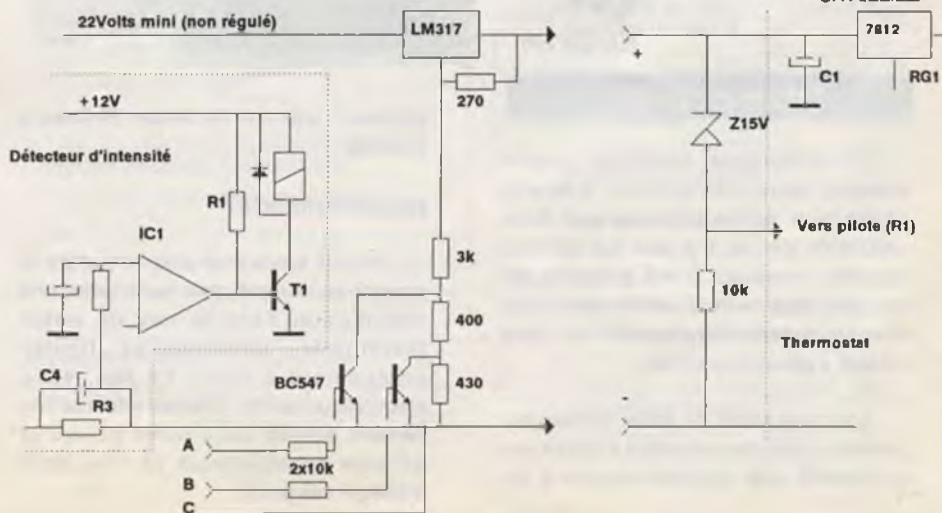 22Volts mini (non régulé)
LM317
7812
+
C1
RG1
270
+12V
Z15V
Détecteur d'intensité
R1
IC1
Vers pilote (R1)
3k
T1
10k
400
Thermostat
C4
BC547
430
R3
-
A
2x10k
B
C